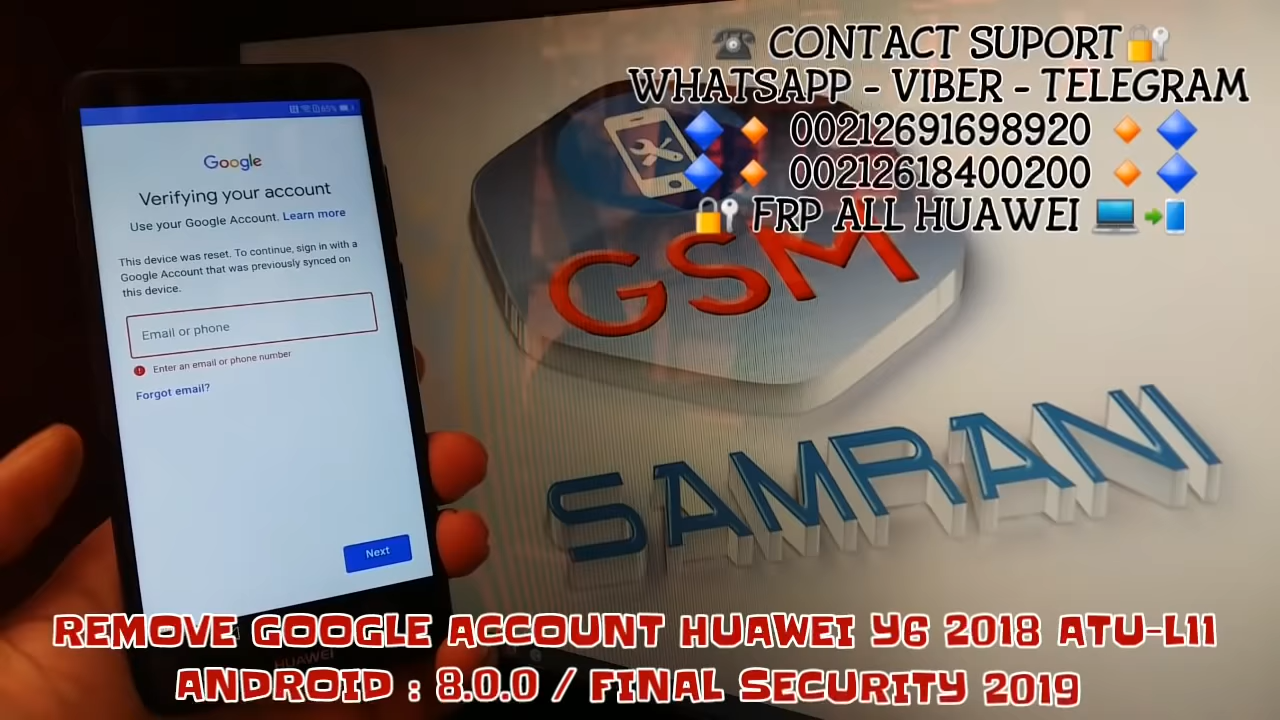 ☎ CONTACT SUPORT🔐
WHATSAPP - VIBER - TELEGRAM
🔷🔸 00212691698920 🔸🔷
🔷🔸 00212618400200 🔸🔷
🔐 FRP ALL HUAWEI 💻📲
Google
Verifying your account
Use your Google Account. Learn more
This device was reset. To continue, sign in with a
Google Account that was previously synced on
this device.
Email or phone
Enter an email or phone number
Forgot email?
Next
HUAWEI
GSM
SAMRANI
REMOVE GOOGLE ACCOUNT HUAWEI Y6 2018 ATU-L11
ANDROID : 8.0.0 / FINAL SECURITY 2019